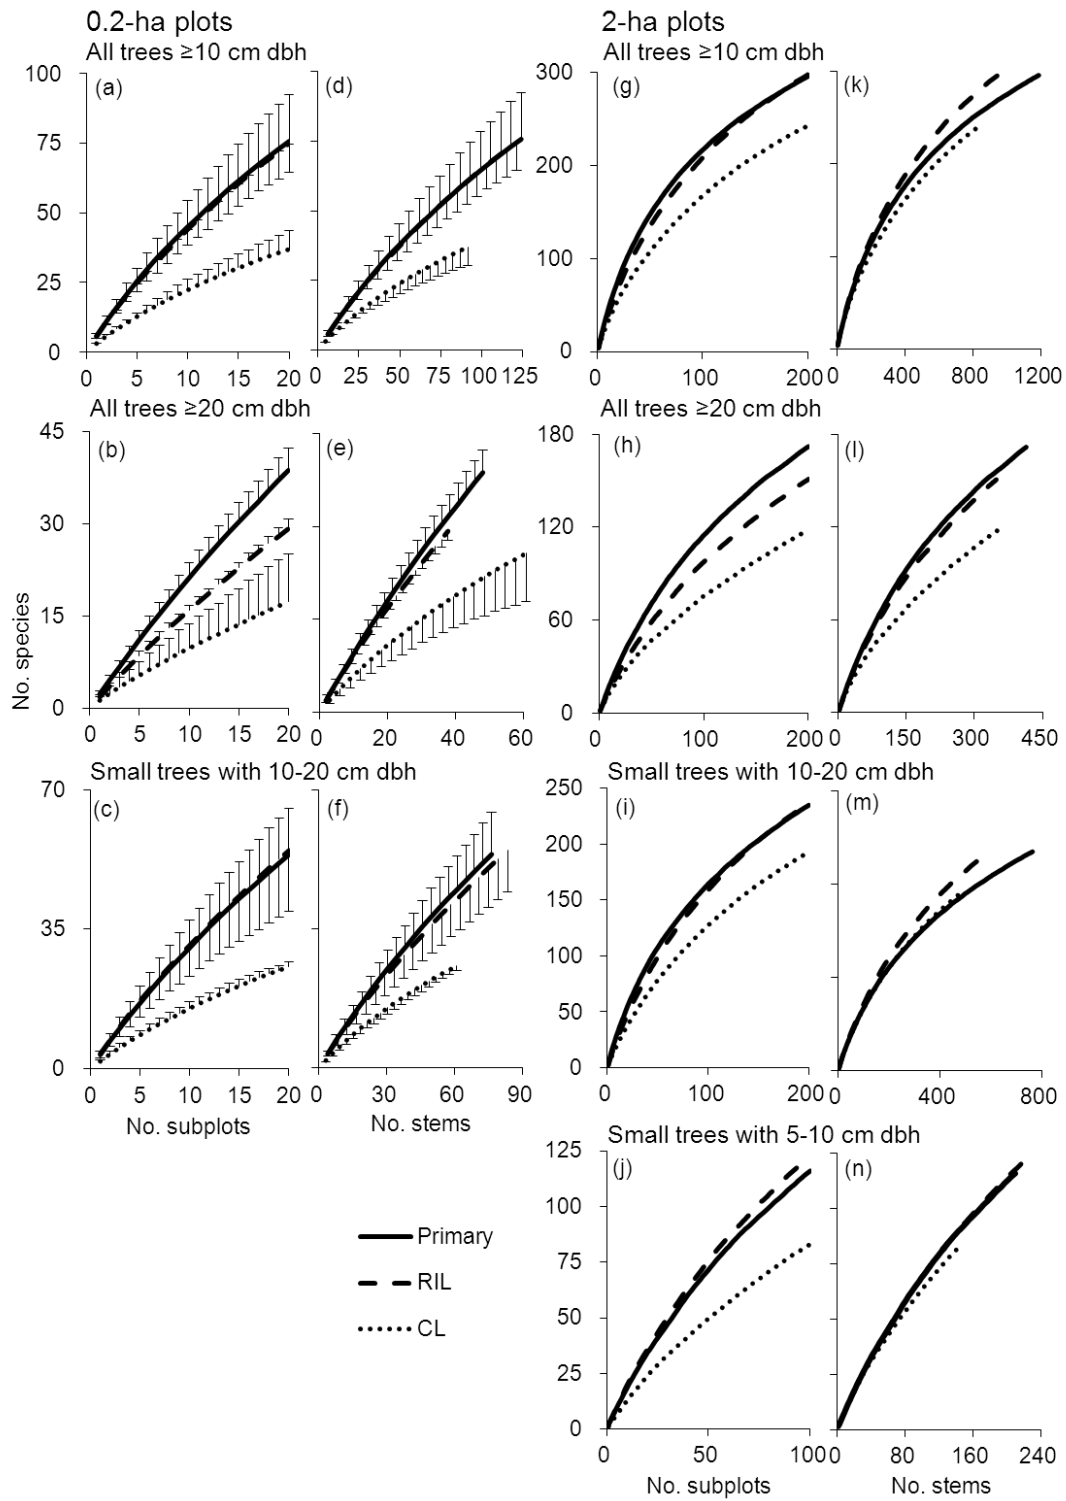 0.2-ha plots
2-ha plots
All trees ≥10 cm dbh
All trees ≥10 cm dbh
100
75
50
25
0
(a)
0 5 10 15 20
(d)
0 25 50 75 100 125
300
200
100
0
(g)
0 100 200
(k)
0 400 800 1200
All trees ≥20 cm dbh
All trees ≥20 cm dbh
No. species
45
30
15
0
(b)
0 5 10 15 20
(e)
0 20 40 60
180
120
60
0
(h)
0 100 200
(l)
0 150 300 450
Small trees with 10-20 cm dbh
Small trees with 10-20 cm dbh
70
35
0
(c)
0 5 10 15 20
No. subplots
(f)
0 30 60 90
No. stems
250
200
150
100
50
0
(i)
0 100 200
(m)
0 400 800
Small trees with 5-10 cm dbh
125
100
75
50
25
0
(j)
0 50 100
No. subplots
(n)
0 80 160 240
No. stems
Primary
RIL
CL